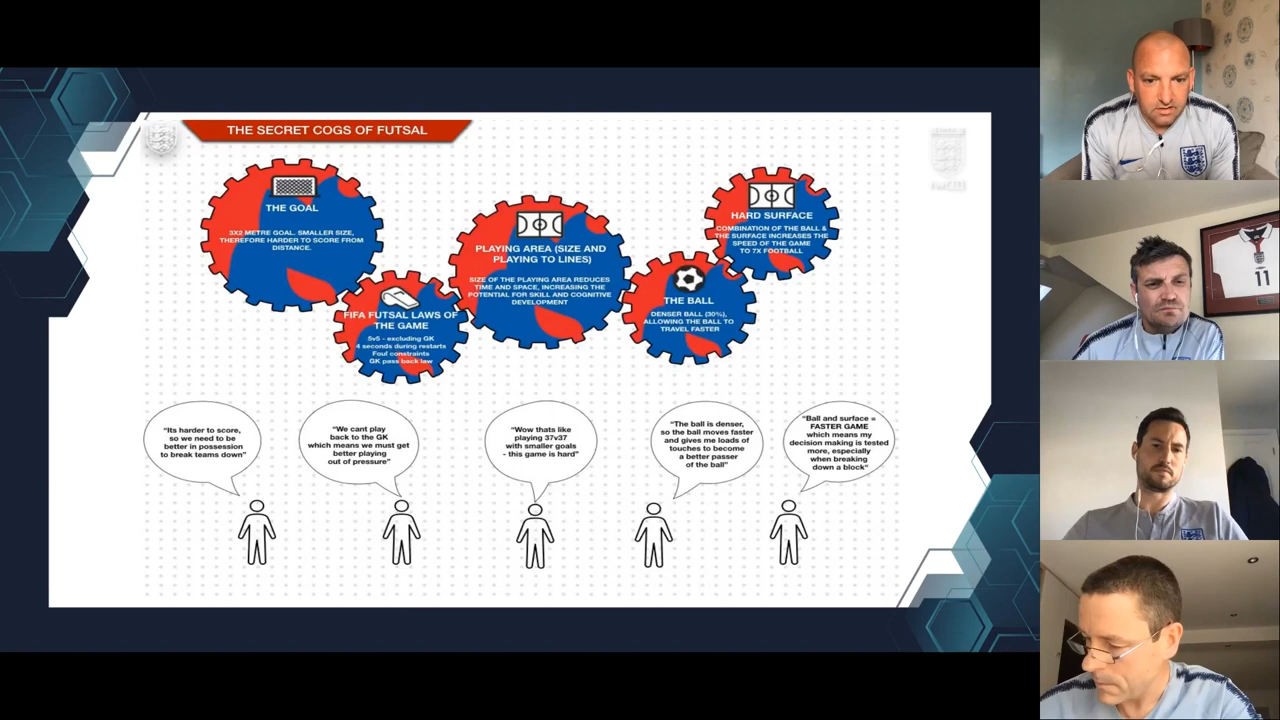 THE SECRET COGS OF FUTSAL
THE GOAL
3X2 METRE GOAL. SMALLER SIZE,
THEREFORE HARDER TO SCORE FROM
DISTANCE.
FIFA FUTSAL LAWS OF
THE GAME
5v5 - excluding GK
4 seconds during restarts
Foul constraints
GK pass back law
PLAYING AREA (SIZE AND
PLAYING TO LINES)
SIZE OF THE PLAYING AREA REDUCES
TIME AND SPACE, INCREASING THE
POTENTIAL FOR SKILL AND COGNITIVE
DEVELOPMENT
THE BALL
DENSER BALL (30%),
ALLOWING THE BALL TO
TRAVEL FASTER
HARD SURFACE
COMBINATION OF THE BALL &
THE SURFACE INCREASES THE
SPEED OF THE GAME
TO 7X FOOTBALL
"Its harder to score,
so we need to be
better in possession
to break teams down"
"We cant play
back to the GK
which means we must get
better playing
out of pressure"
"Wow thats like
playing 37v37
with smaller goals
- this game is hard"
"The ball is denser,
so the ball moves faster
and gives me loads of
touches to become
a better passer
of the ball"
"Ball and surface =
FASTER GAME
which means my
decision making is tested
more, especially
when breaking
down a block"
11